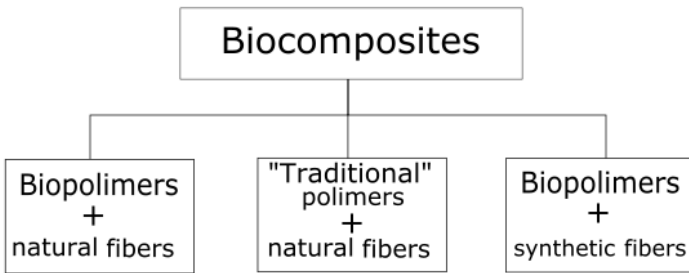 Biocomposites
Biopolimers
+
natural fibers
"Traditional"
polimers
+
natural fibers
Biopolimers
+
synthetic fibers